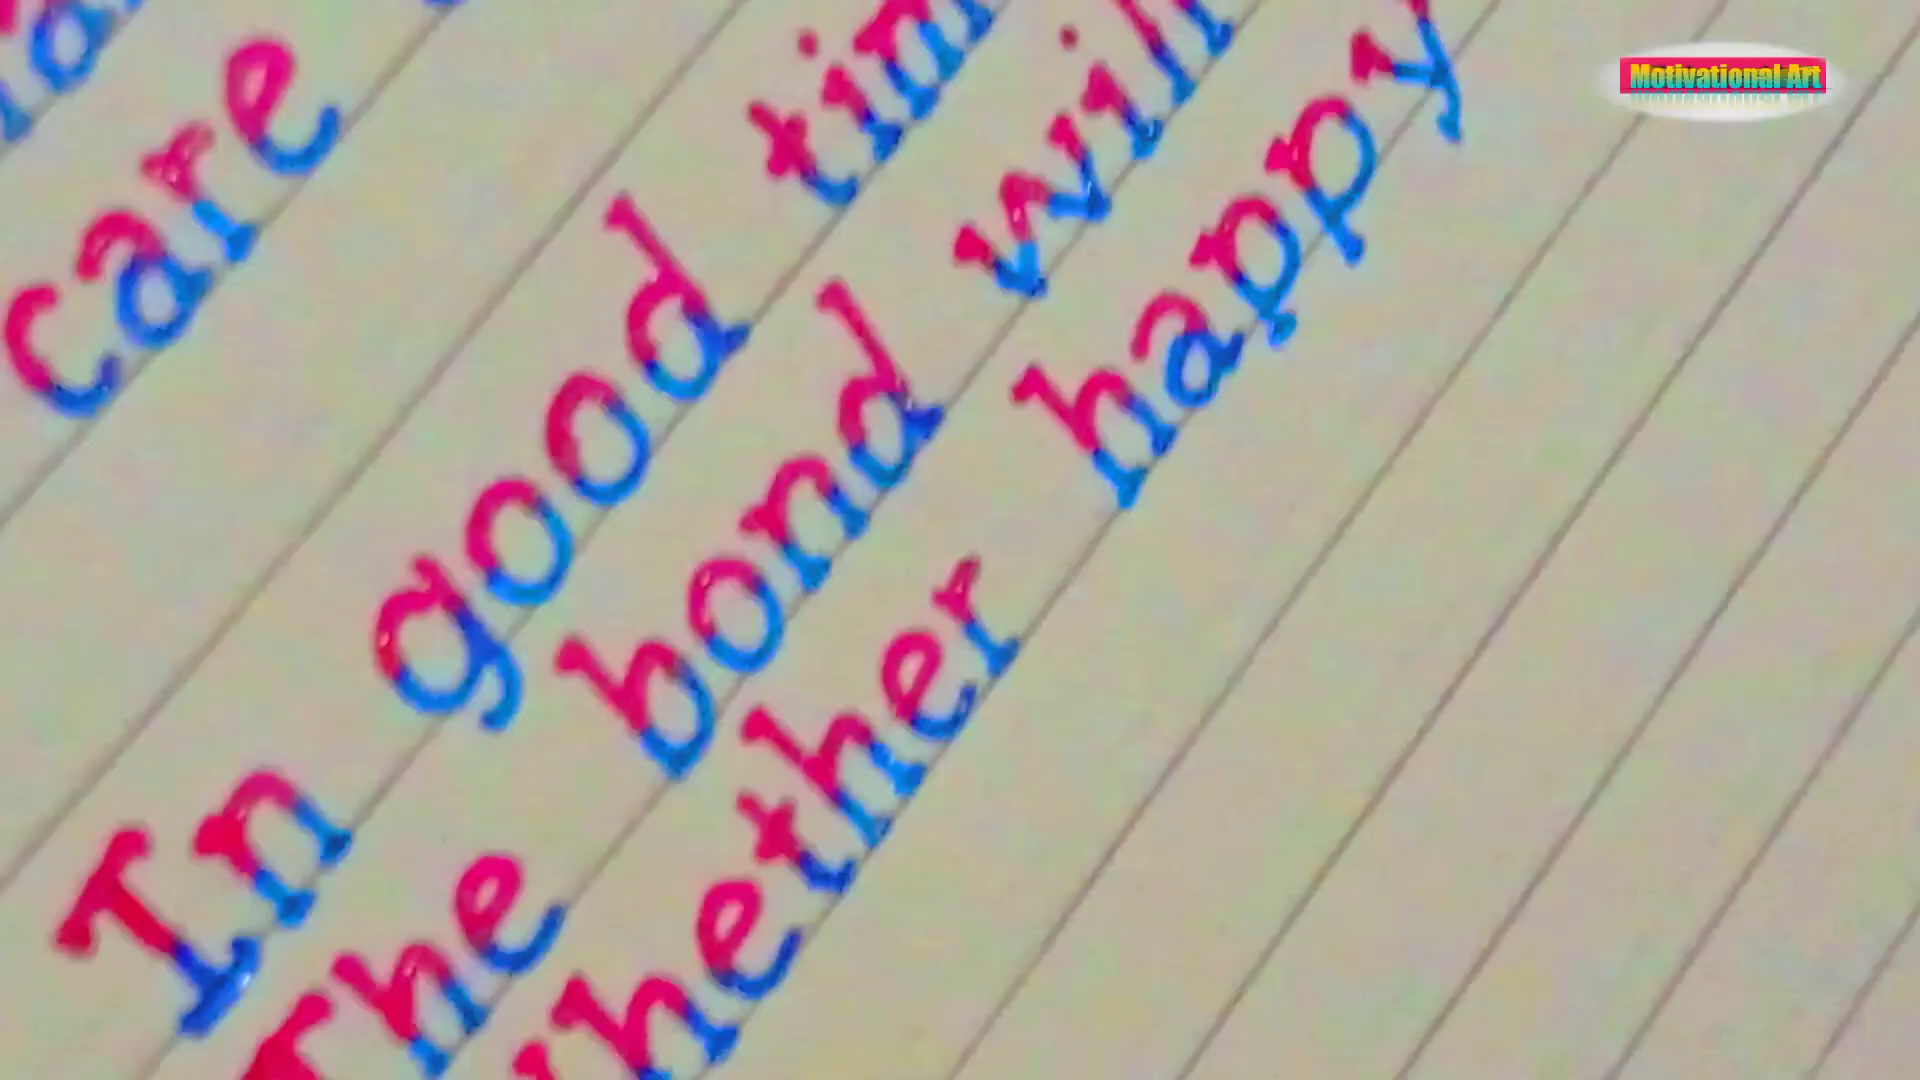 Motivational Art
care
In good
The bond will
whether happy